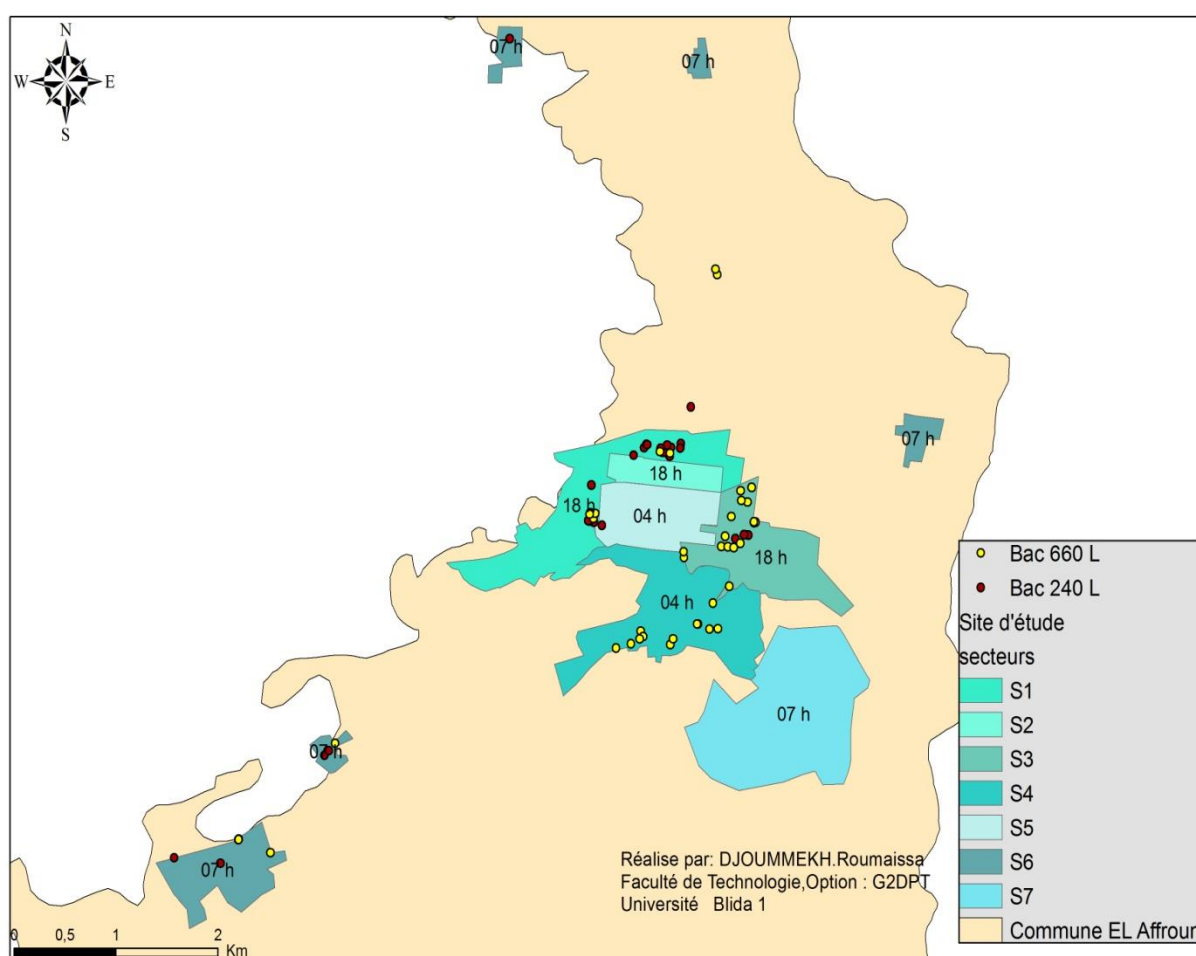 N
W E
S
07 h
07 h
07 h
18 h
18 h
04 h
18 h
04 h
07 h
07 h
07 h
Bac 660 L
Bac 240 L
Site d'étude
secteurs
S1
S2
S3
S4
S5
S6
S7
Commune EL Affroun
Réalise par: DJOUMMEKH.Roumaissa
Faculté de Technologie,Option : G2DPT
Université Blida 1
0 0,5 1 2
Km